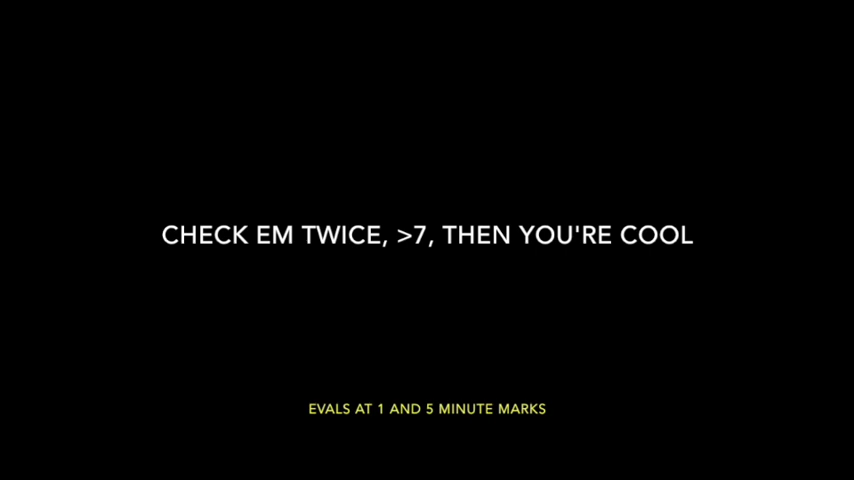 CHECK EM TWICE, >7, THEN YOU'RE COOL
EVALS AT 1 AND 5 MINUTE MARKS